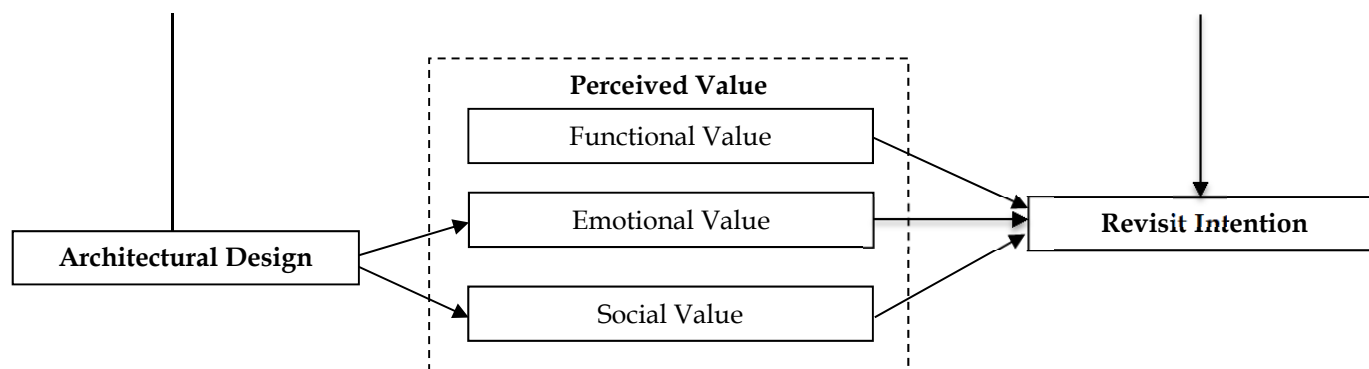 Perceived Value
Functional Value
Emotional Value
Architectural Design
Social Value
Revisit Intention